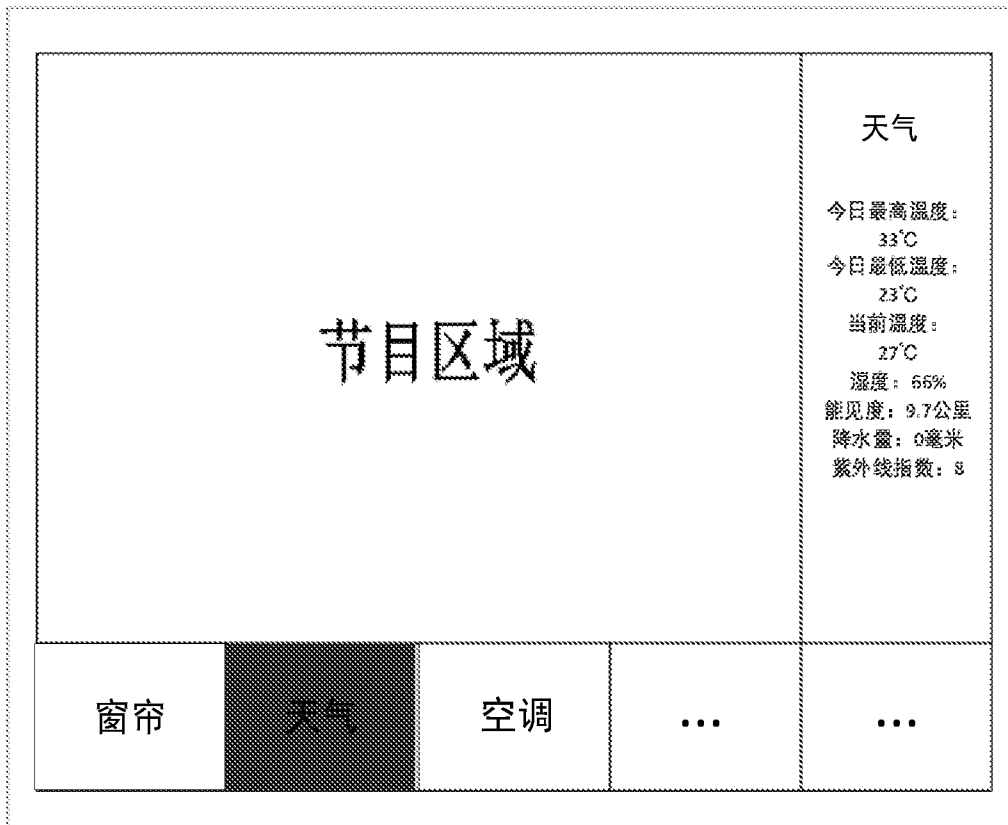 天气
今日最高温度：
33℃
今日最低温度：
23℃
当前温度：
27℃
湿度：66%
能见度：9.7公里
降水量：0毫米
紫外线指数：8
节目区域
窗帘
天气
空调
...
...